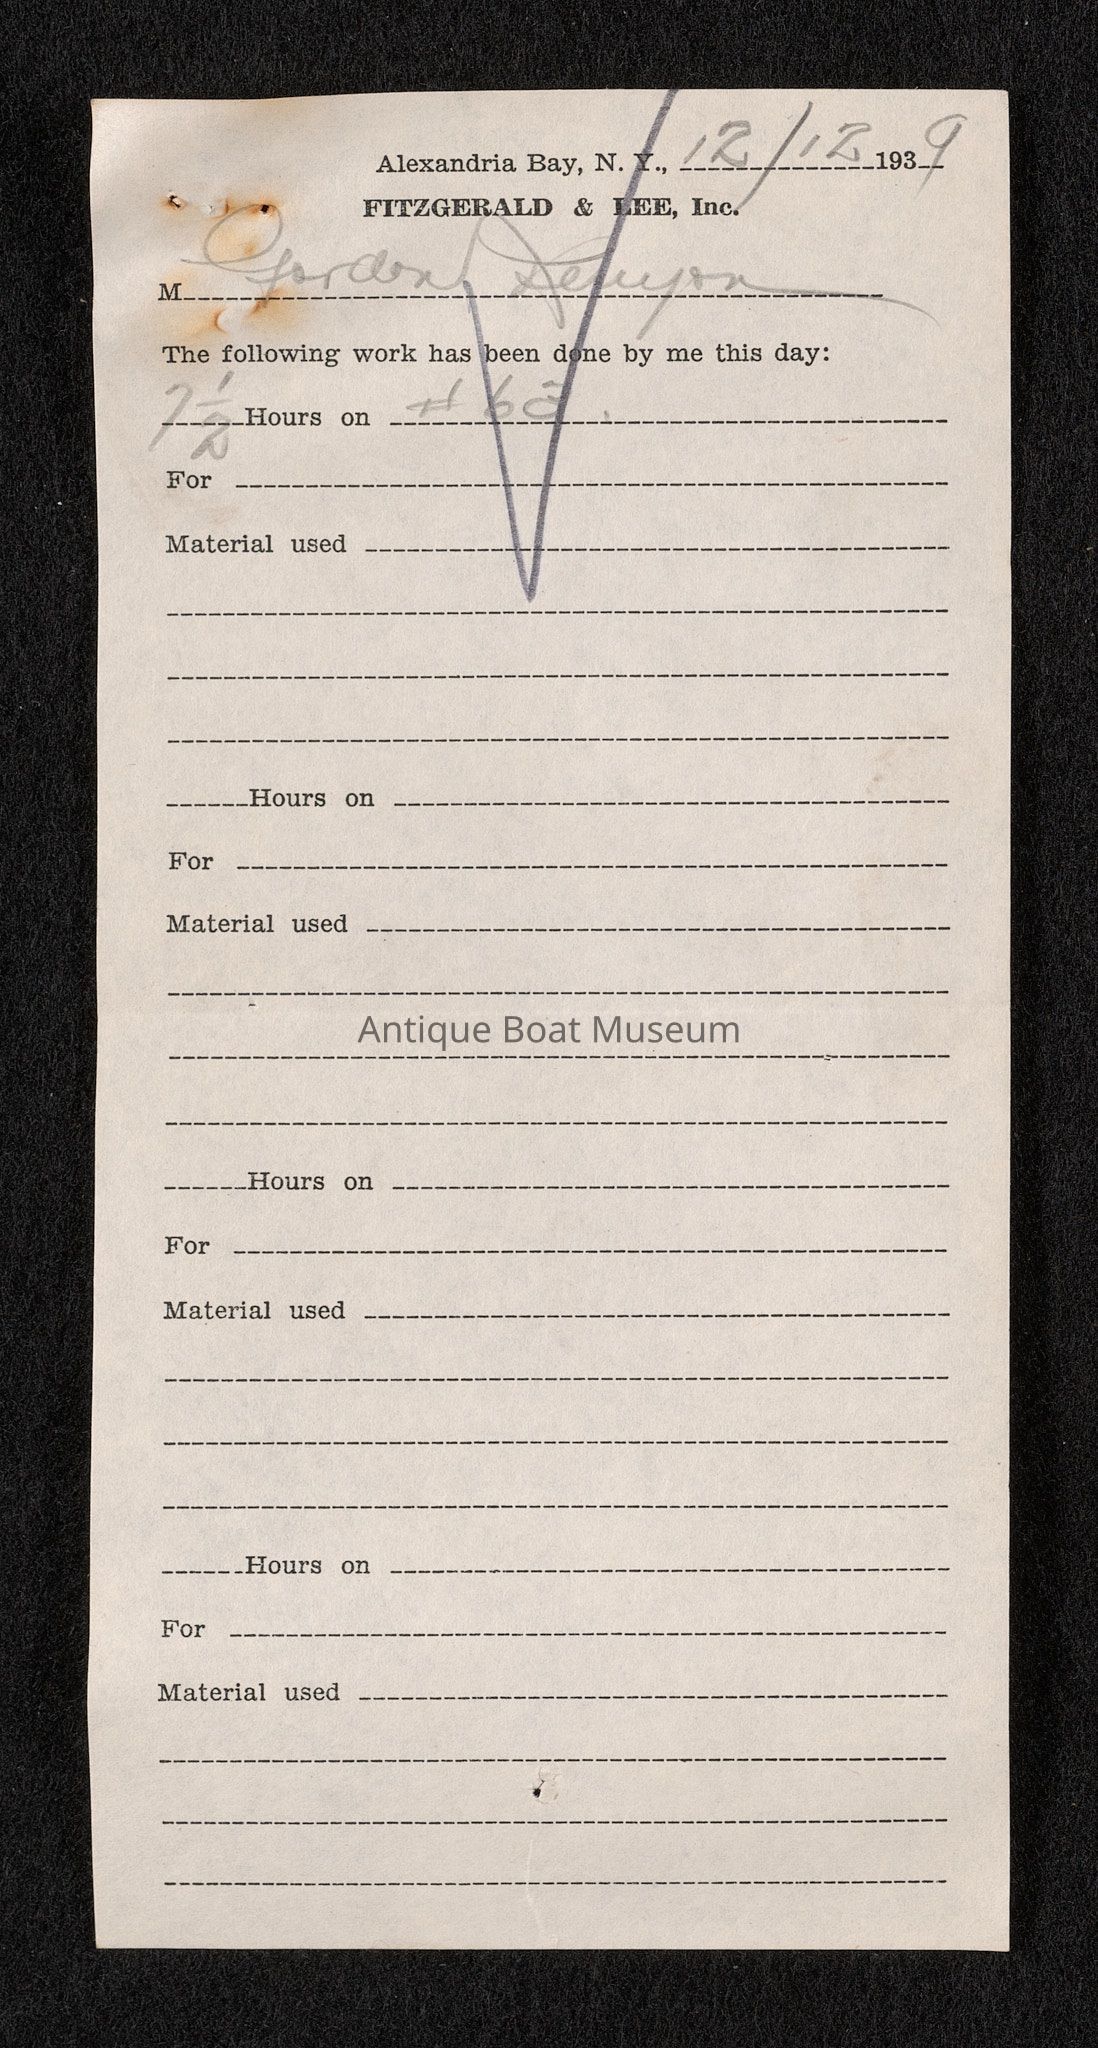 Alexandria Bay, N. Y., 12/12 1939
FITZGERALD & LEE, Inc.
M Gordon
The following work has been done by me this day:
7 1/2 Hours on #
For
Material used
Hours on
For
Material used
Antique Boat Museum
Hours on
For
Material used
Hours on
For
Material used